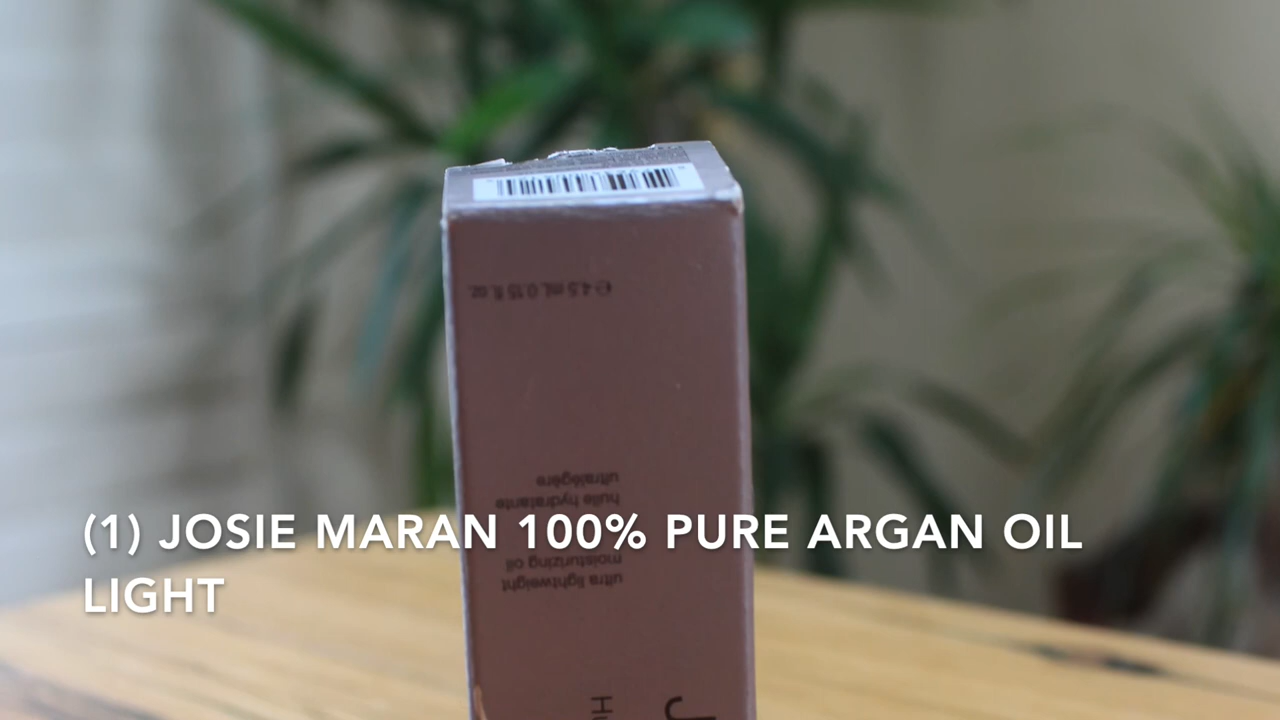 ℮ 4.5 mL 0.15 fl. oz.
ultralégère
huile hydratante
(1) JOSIE MARAN 100% PURE ARGAN OIL
LIGHT
moisturizing oil
ultra lightweight